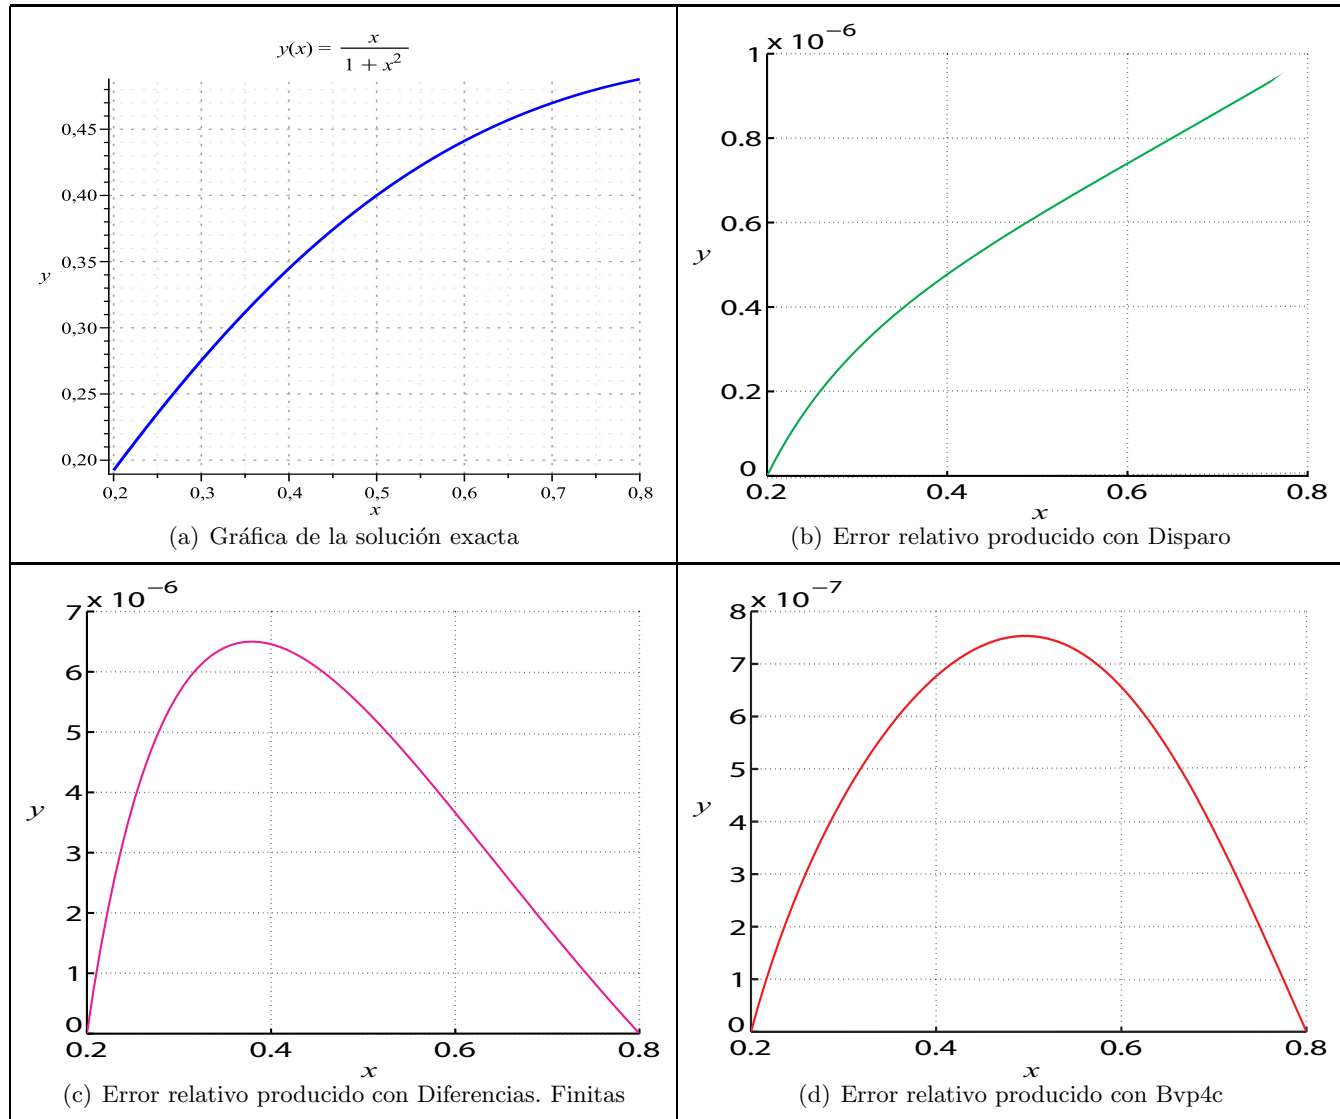 y(x) = x / (1 + x²)
0,45
0,40
0,35
y
0,30
0,25
0,20
0,2 0,3 0,4 0,5 0,6 0,7 0,8
x
(a) Gráfica de la solución exacta
1 x 10⁻⁶
0.8
0.6
y
0.4
0.2
0
0.2 0.4 0.6 0.8
x
(b) Error relativo producido con Disparo
7 x 10⁻⁶
6
5
4
y
3
2
1
0
0.2 0.4 0.6 0.8
x
(c) Error relativo producido con Diferencias. Finitas
8 x 10⁻⁷
7
6
5
y
4
3
2
1
0
0.2 0.4 0.6 0.8
x
(d) Error relativo producido con Bvp4c